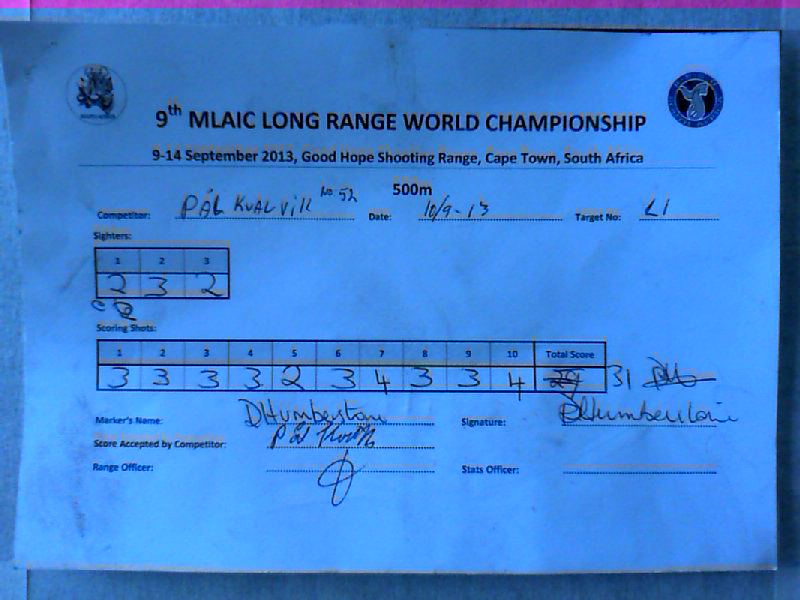 9th MLAIC LONG RANGE WORLD CHAMPIONSHIP
9-14 September 2013, Good Hope Shooting Range, Cape Town, South Africa
500m
Competitor: PÅL KVALVIK No 52 Date: 10/9-13 Target No: L1
Sighters:
1 2 3
2 3 2
Scoring Shots:
1 2 3 4 5 6 7 8 9 10 Total Score
3 3 3 3 2 3 4 3 3 4 29 31
Marker's Name: DHumberstone Signature: DHumberstone
Score Accepted by Competitor:
Range Officer: Stats Officer: